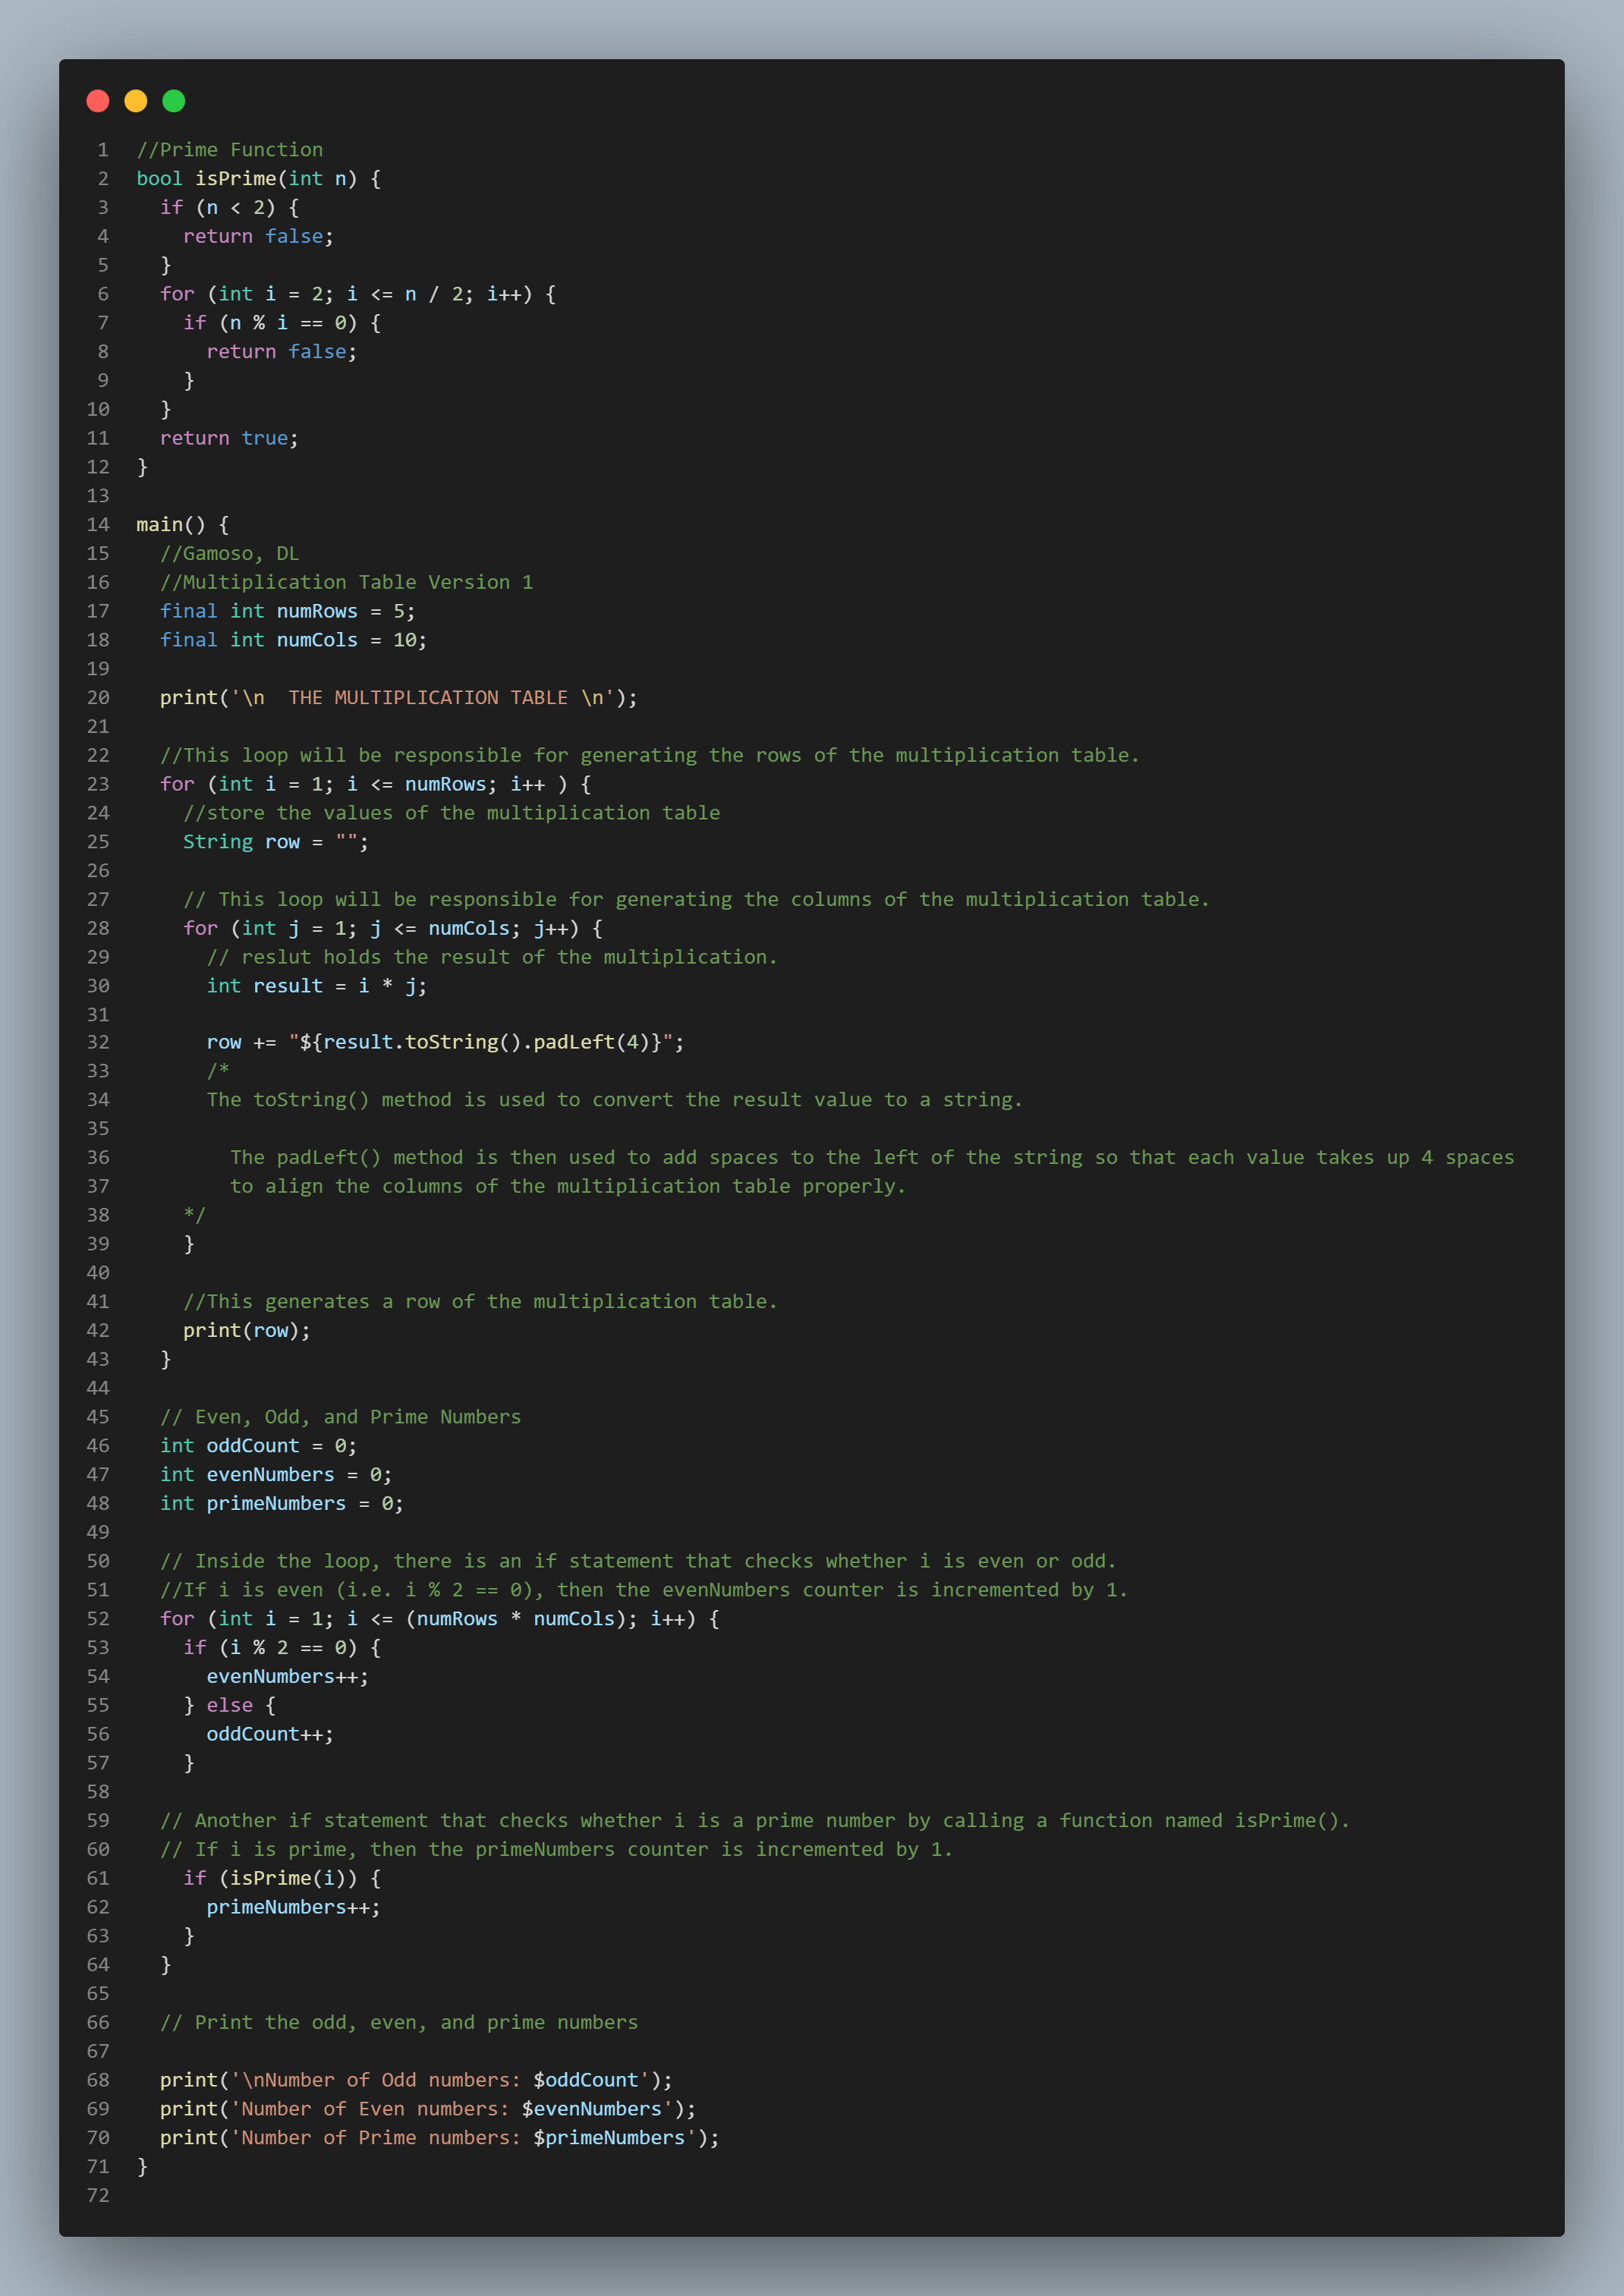 1 //Prime Function
2 bool isPrime(int n) {
3   if (n < 2) {
4     return false;
5   }
6   for (int i = 2; i <= n / 2; i++) {
7     if (n % i == 0) {
8       return false;
9     }
10   }
11   return true;
12 }
13
14 main() {
15   //Gamoso, DL
16   //Multiplication Table Version 1
17   final int numRows = 5;
18   final int numCols = 10;
19
20   print('\n  THE MULTIPLICATION TABLE \n');
21
22   //This loop will be responsible for generating the rows of the multiplication table.
23   for (int i = 1; i <= numRows; i++ ) {
24     //store the values of the multiplication table
25     String row = "";
26
27     // This loop will be responsible for generating the columns of the multiplication table.
28     for (int j = 1; j <= numCols; j++) {
29       // reslut holds the result of the multiplication.
30       int result = i * j;
31
32       row += "${result.toString().padLeft(4)}";
33       /*
34       The toString() method is used to convert the result value to a string.
35
36         The padLeft() method is then used to add spaces to the left of the string so that each value takes up 4 spaces
37         to align the columns of the multiplication table properly.
38     */
39     }
40
41     //This generates a row of the multiplication table.
42     print(row);
43   }
44
45   // Even, Odd, and Prime Numbers
46   int oddCount = 0;
47   int evenNumbers = 0;
48   int primeNumbers = 0;
49
50   // Inside the loop, there is an if statement that checks whether i is even or odd.
51   //If i is even (i.e. i % 2 == 0), then the evenNumbers counter is incremented by 1.
52   for (int i = 1; i <= (numRows * numCols); i++) {
53     if (i % 2 == 0) {
54       evenNumbers++;
55     } else {
56       oddCount++;
57     }
58
59   // Another if statement that checks whether i is a prime number by calling a function named isPrime().
60   // If i is prime, then the primeNumbers counter is incremented by 1.
61     if (isPrime(i)) {
62       primeNumbers++;
63     }
64   }
65
66   // Print the odd, even, and prime numbers
67
68   print('\nNumber of Odd numbers: $oddCount');
69   print('Number of Even numbers: $evenNumbers');
70   print('Number of Prime numbers: $primeNumbers');
71 }
72